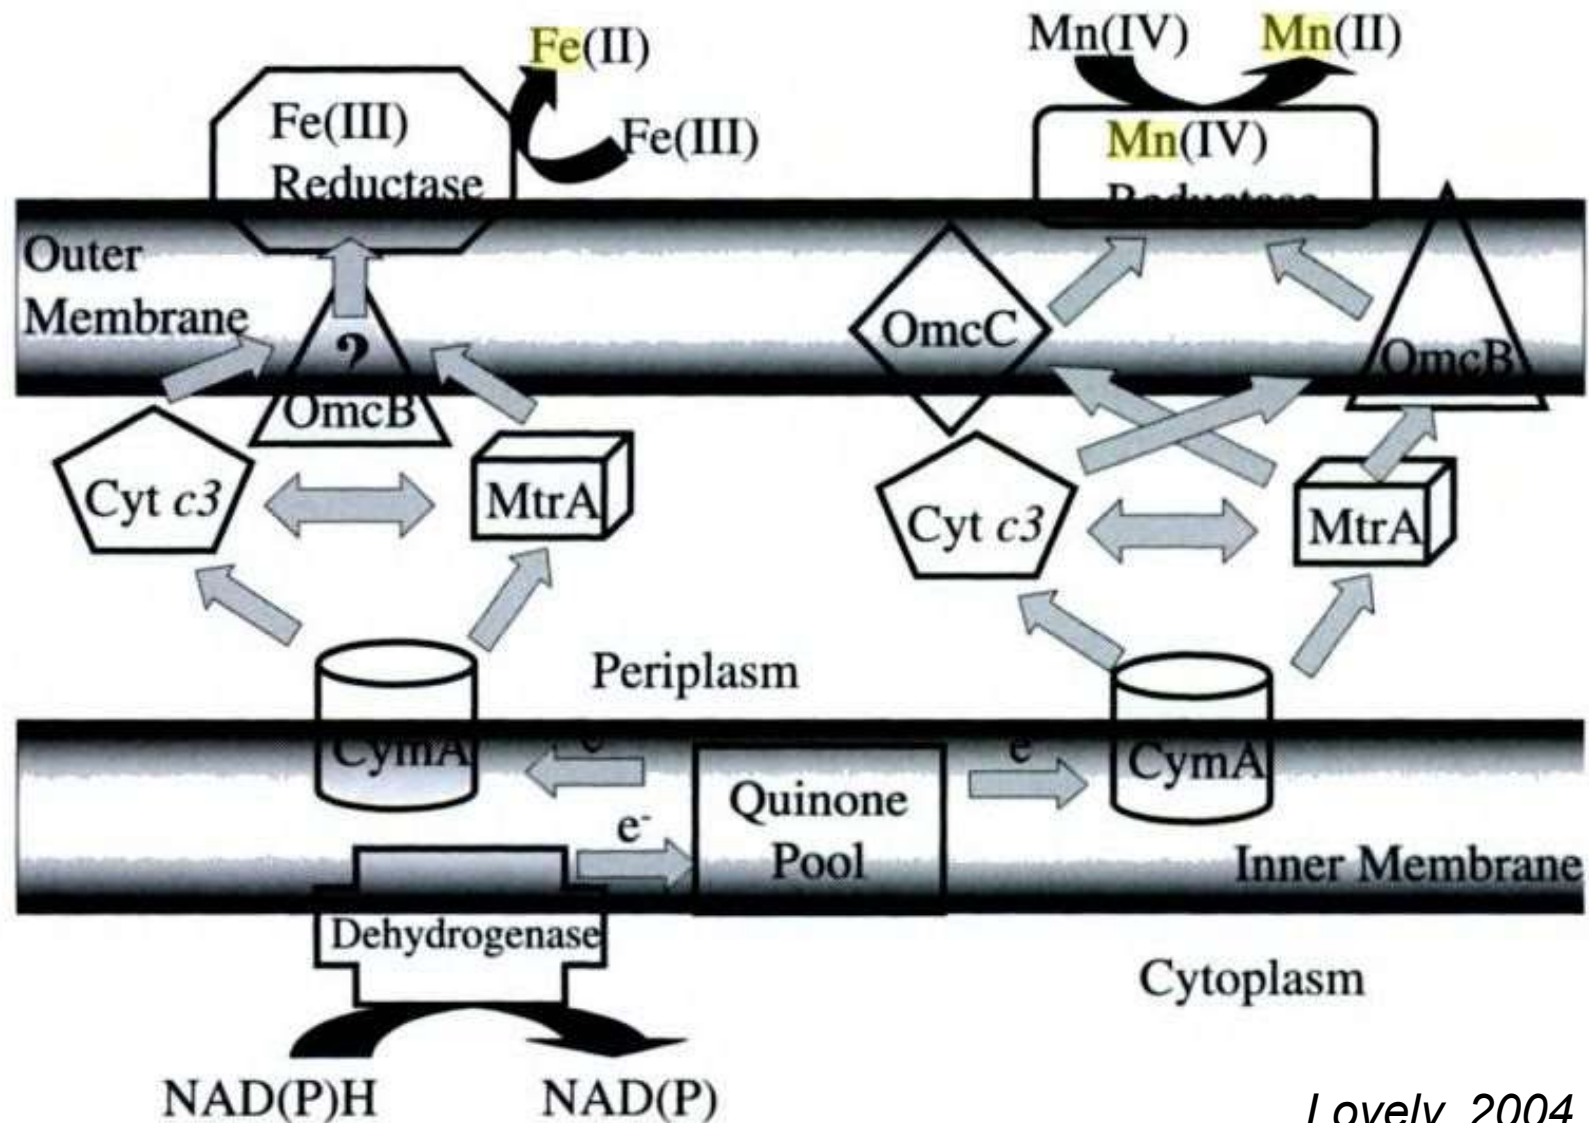 Fe(II)
Mn(IV)
Mn(II)
Fe(III)
Reductase
Fe(III)
Mn(IV)
Reductase
Outer
Membrane
?
OmcB
OmcC
OmcB
Cyt c3
MtrA
Cyt c3
MtrA
Periplasm
CymA
e-
Quinone
Pool
e
CymA
e-
Inner Membrane
Dehydrogenase
Cytoplasm
NAD(P)H
NAD(P)
Lovely, 2004